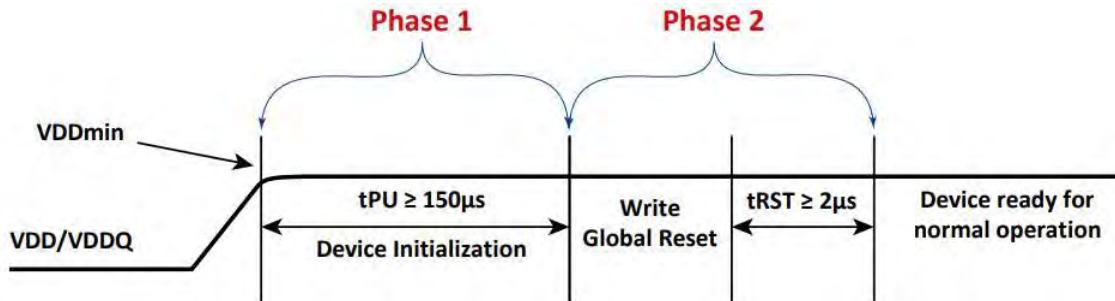 Phase 1
Phase 2
VDDmin
tPU ≥ 150µs
Write
Global Reset
tRST ≥ 2µs
Device ready for
normal operation
VDD/VDDQ
Device Initialization